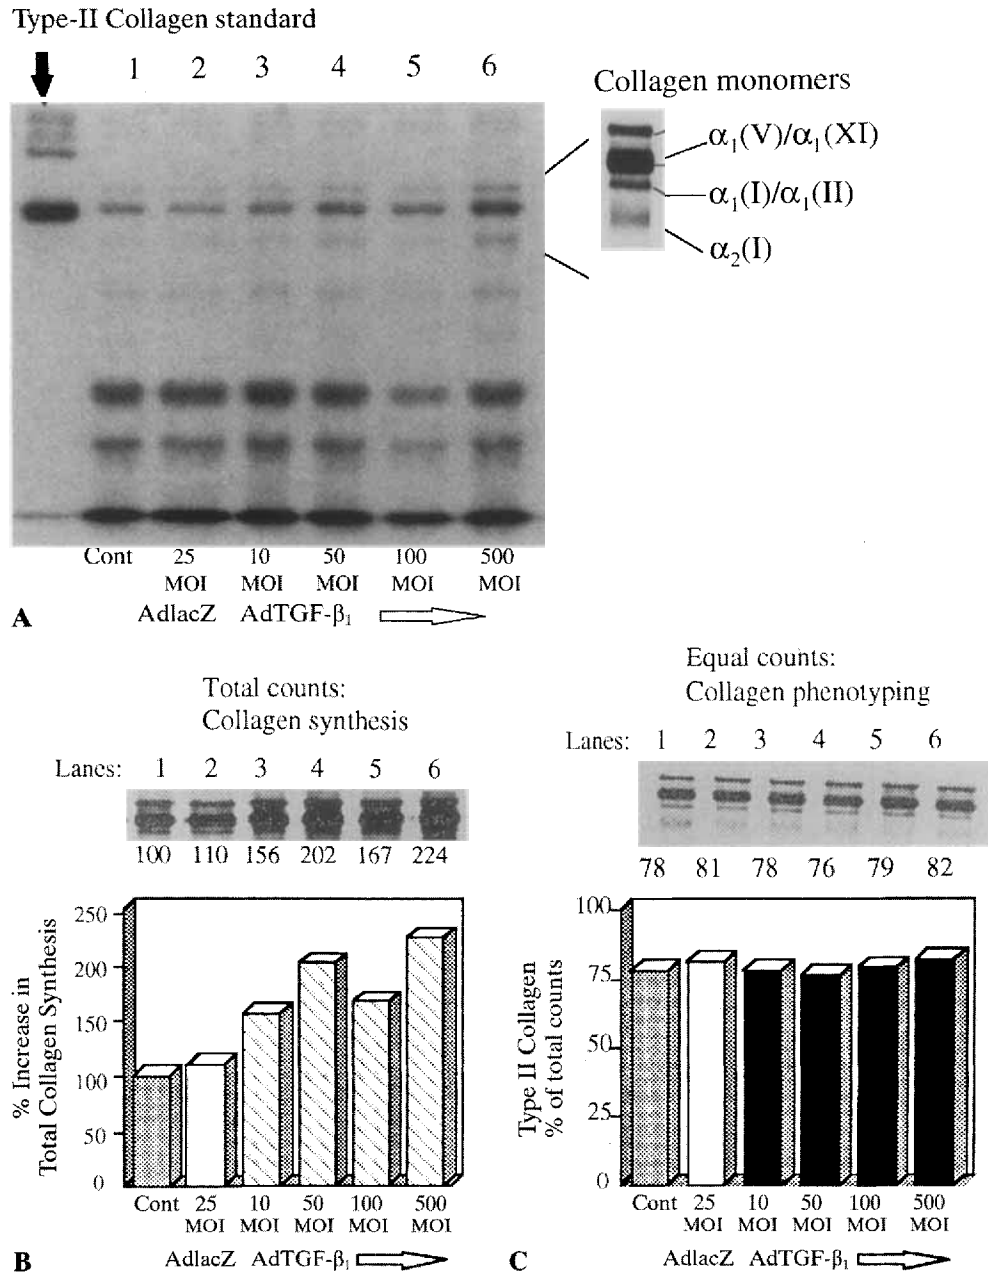 Type-II Collagen standard
1 2 3 4 5 6
Collagen monomers
α1(V)/α1(XI)
α1(I)/α1(II)
α2(I)
Cont 25 10 50 100 500
MOI MOI MOI MOI MOI
AdlacZ AdTGF-β1
A
Total counts:
Collagen synthesis
Lanes: 1 2 3 4 5 6
100 110 156 202 167 224
% Increase in
Total Collagen Synthesis
250
200
150
100
50
0
Cont 25 10 50 100 500
MOI MOI MOI MOI MOI
AdlacZ AdTGF-β1
B
Equal counts:
Collagen phenotyping
Lanes: 1 2 3 4 5 6
78 81 78 76 79 82
Type II Collagen
% of total counts
100
75
50
25
0
Cont 25 10 50 100 500
MOI MOI MOI MOI MOI
AdlacZ AdTGF-β1
C